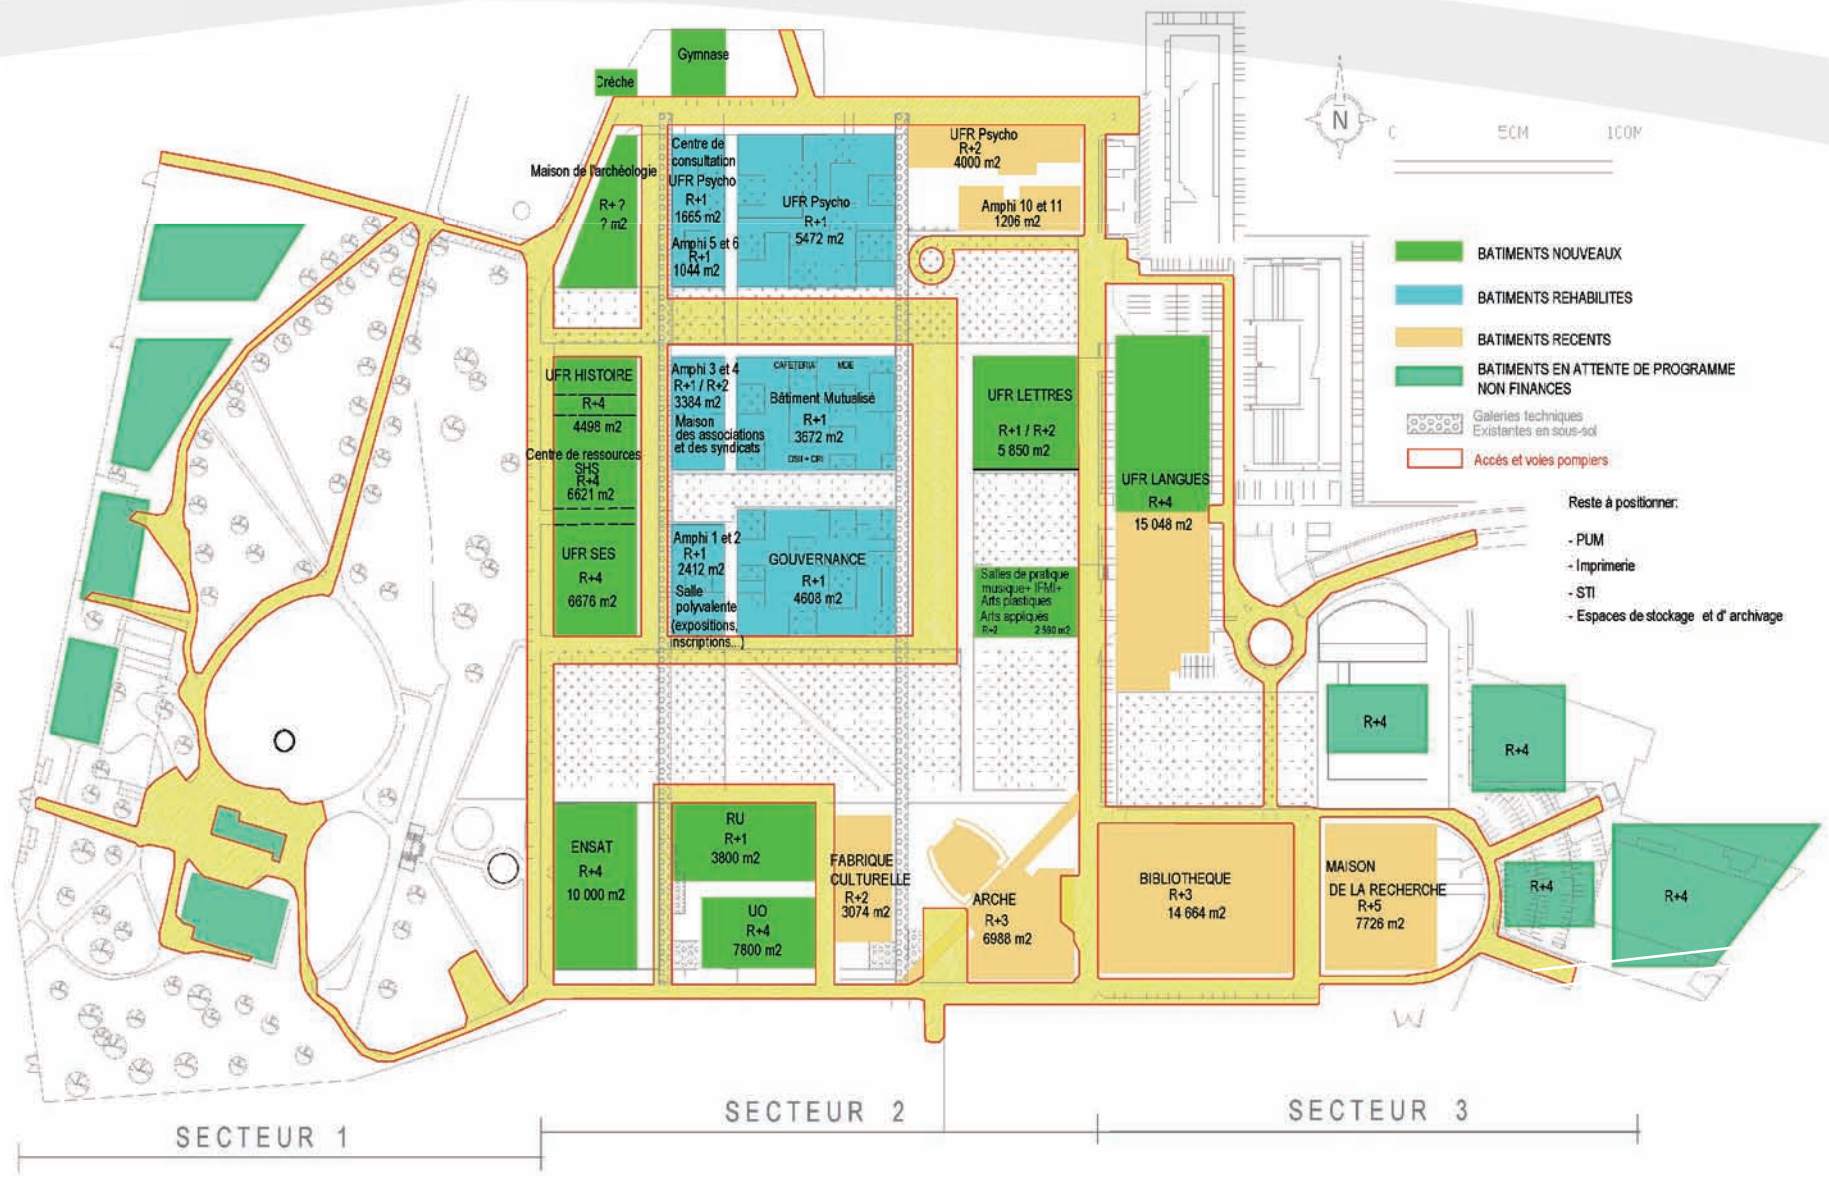 Gymnase
Crèche
Maison de l'archéologie
R+ ?
? m2
Centre de
consultation
UFR Psycho
R+1
1665 m2
Amphi 5 et 6
R+1
1044 m2
UFR Psycho
R+1
5472 m2
UFR Psycho
R+2
4000 m2
Amphi 10 et 11
1206 m2
N
0
50M
100M
BATIMENTS NOUVEAUX
BATIMENTS REHABILITES
BATIMENTS RECENTS
BATIMENTS EN ATTENTE DE PROGRAMME
NON FINANCES
Galeries techniques
Existantes en sous-sol
Accés et voies pompiers
Reste à positionner:
- PUM
- Imprimerie
- STI
- Espaces de stockage et d' archivage
UFR HISTOIRE
R+4
4498 m2
Centre de ressources
SHS
R+4
6621 m2
UFR SES
R+4
6676 m2
Amphi 3 et 4
R+1 / R+2
3384 m2
Maison
des associations
et des syndicats
CAFETERIA
MDE
Bâtiment Mutualisé
R+1
3672 m2
DSII + CRI
Amphi 1 et 2
R+1
2412 m2
Salle
polyvalente
(expositions,
inscriptions...)
GOUVERNANCE
R+1
4608 m2
UFR LETTRES
R+1 / R+2
5 850 m2
Salles de pratique
musique+ IFMI+
Arts plastiques
Arts appliqués
R+2 2 590 m2
UFR LANGUES
R+4
15 048 m2
R+4
R+4
R+4
R+4
ENSAT
R+4
10 000 m2
RU
R+1
3800 m2
UO
R+4
7800 m2
FABRIQUE
CULTURELLE
R+2
3074 m2
ARCHE
R+3
6988 m2
BIBLIOTHEQUE
R+3
14 664 m2
MAISON
DE LA RECHERCHE
R+5
7726 m2
SECTEUR 1
SECTEUR 2
SECTEUR 3